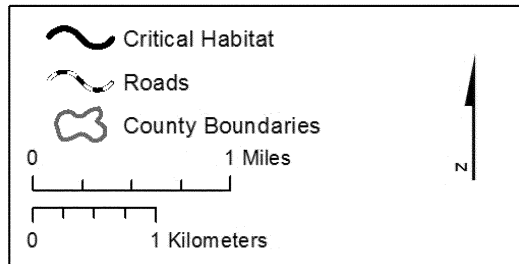 Critical Habitat
Roads
County Boundaries
0 1 Miles
0 1 Kilometers
N